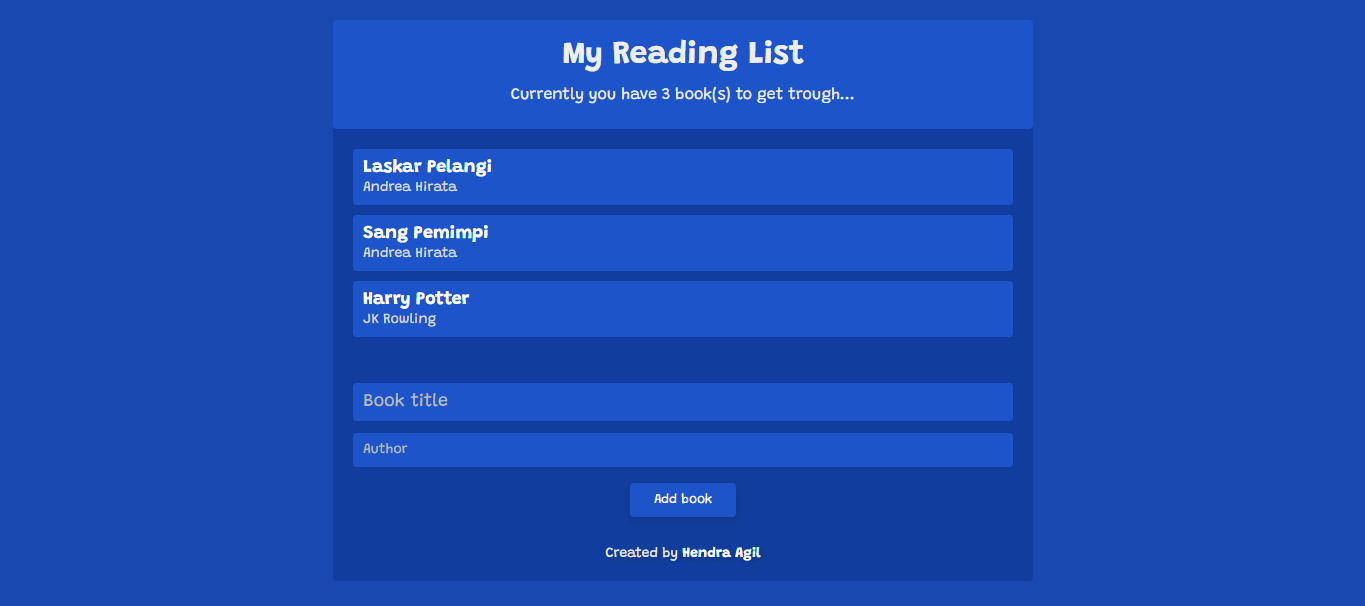 My Reading List
Currently you have 3 book(s) to get trough...
Laskar Pelangi
Andrea Hirata
Sang Pemimpi
Andrea Hirata
Harry Potter
JK Rowling
Book title
Author
Add book
Created by Hendra Agil